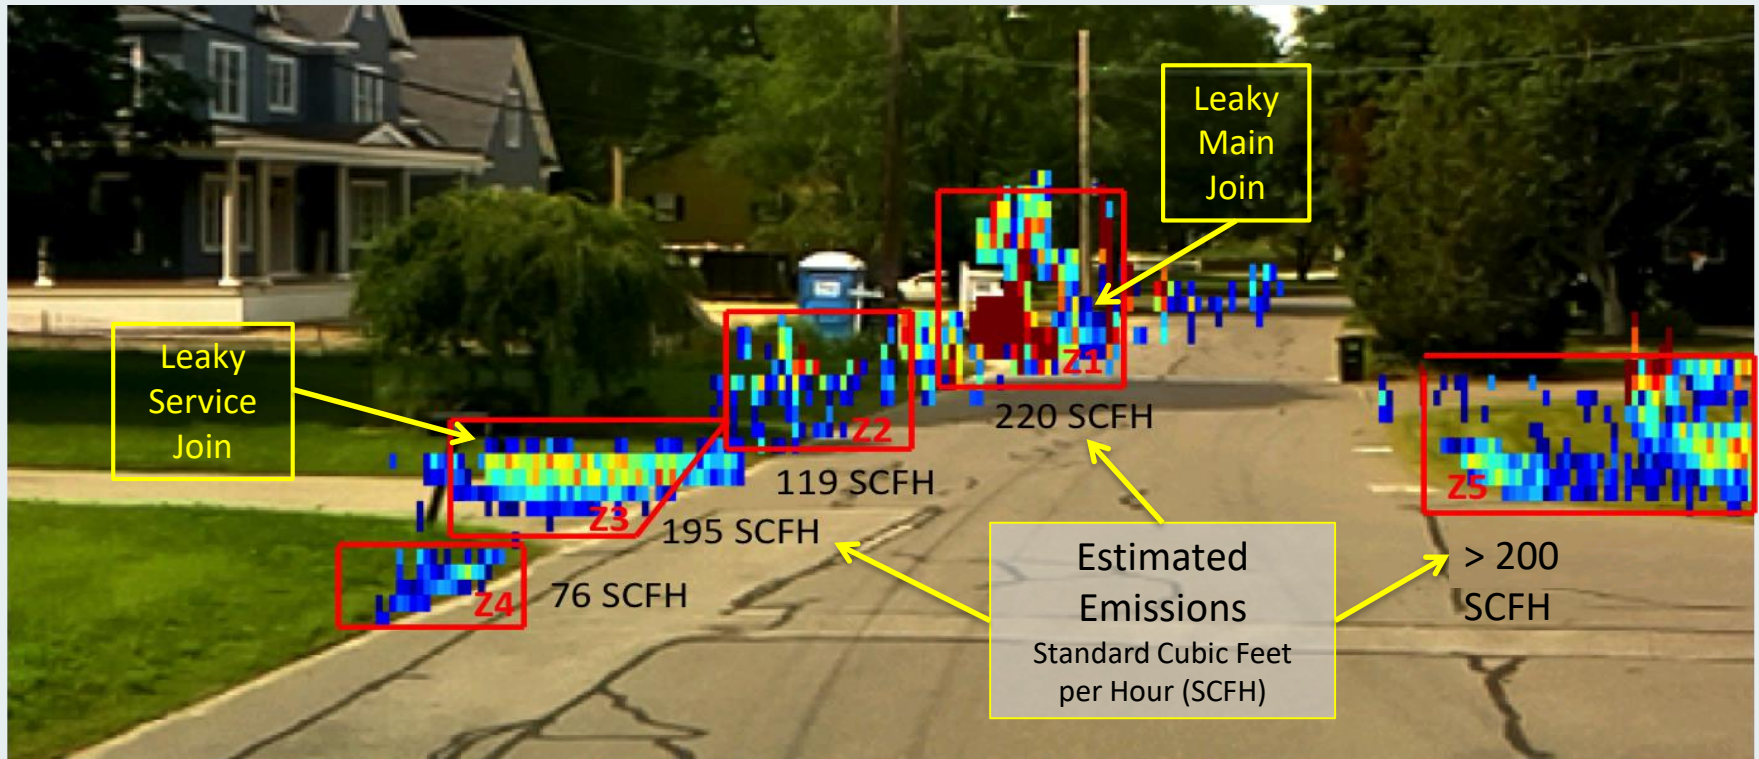 Leaky
Main
Join
Leaky
Service
Join
Z1
220 SCFH
Z2
119 SCFH
Z3
195 SCFH
Z4
76 SCFH
Z5
> 200
SCFH
Estimated
Emissions
Standard Cubic Feet
per Hour (SCFH)